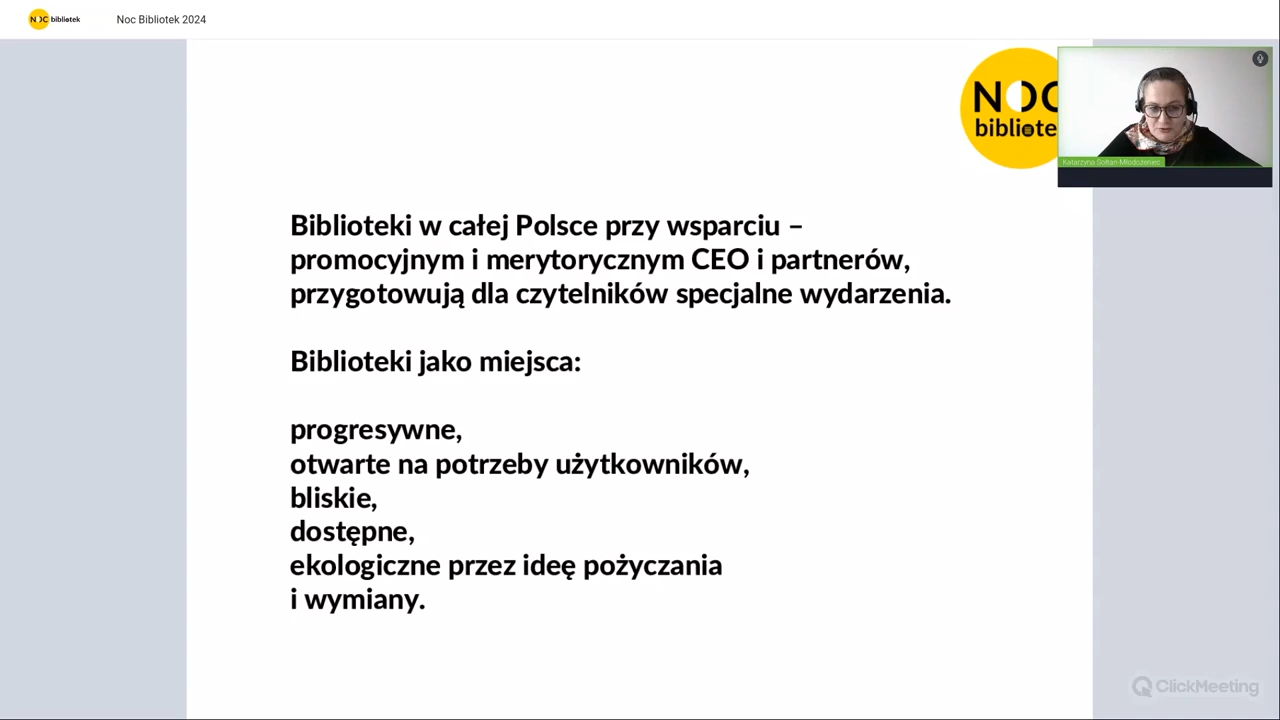 NOC bibliotek
Noc Bibliotek 2024
NOC
bibliote
Katarzyna Sołtan-Młodożeniec
Biblioteki w całej Polsce przy wsparciu –
promocyjnym i merytorycznym CEO i partnerów,
przygotowują dla czytelników specjalne wydarzenia.
Biblioteki jako miejsca:
progresywne,
otwarte na potrzeby użytkowników,
bliskie,
dostępne,
ekologiczne przez ideę pożyczania
i wymiany.
ClickMeeting